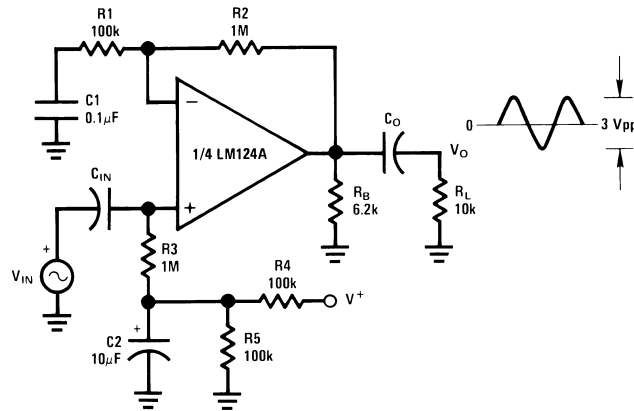 R1
100k
R2
1M
C1
0.1μF
−
1/4 LM124A
+
CO
VO
0
3 Vpp
CIN
RB
6.2k
RL
10k
+
VIN
R3
1M
R4
100k
V+
+
C2
10μF
R5
100k